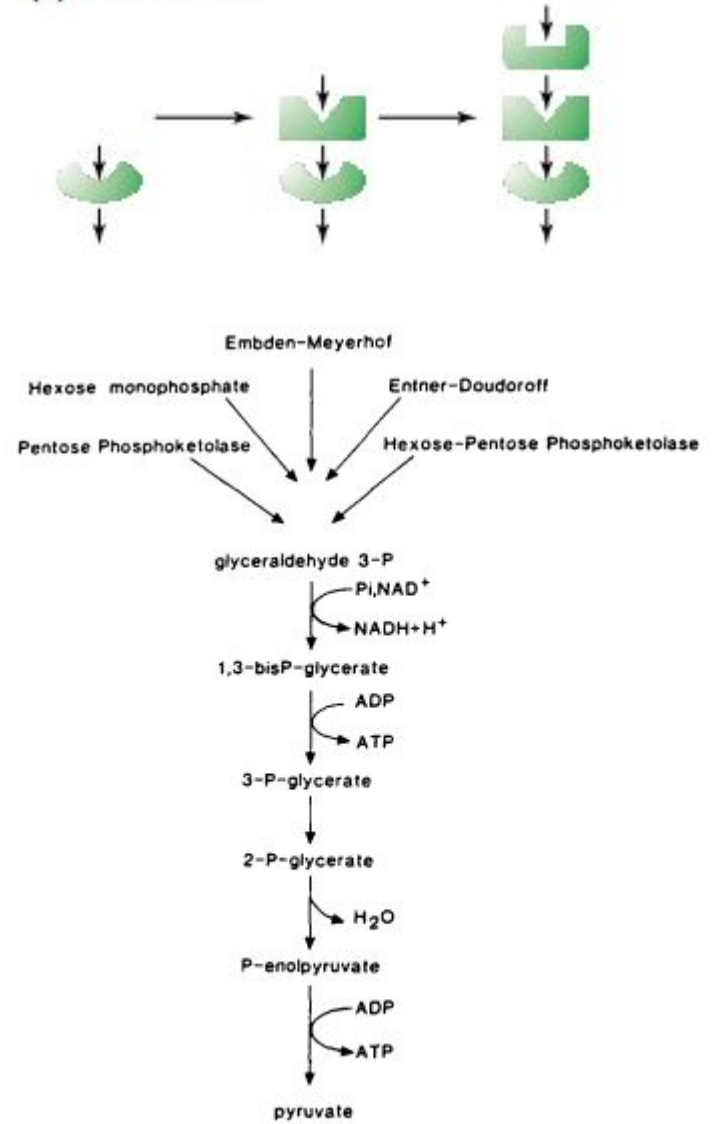 Embden-Meyerhof
Hexose monophosphate
Entner-Doudoroff
Pentose Phosphoketolase
Hexose-Pentose Phosphoketolase
glyceraldehyde 3-P
Pi,NAD⁺
NADH+H⁺
1,3-bisP-glycerate
ADP
ATP
3-P-glycerate
2-P-glycerate
H₂O
P-enolpyruvate
ADP
ATP
pyruvate